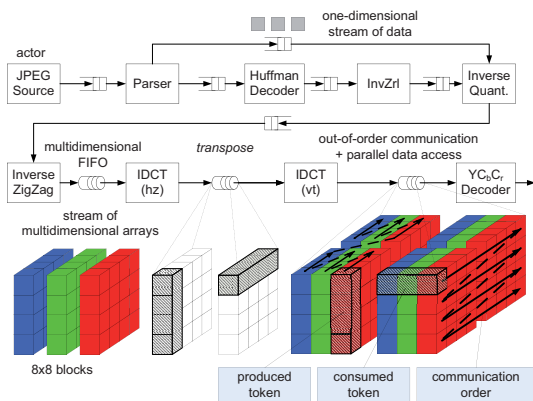 one-dimensional
stream of data
actor
JPEG
Source
Parser
Huffman
Decoder
InvZrl
Inverse
Quant.
multidimensional
FIFO
transpose
out-of-order communication
+ parallel data access
Inverse
ZigZag
IDCT
(hz)
IDCT
(vt)
YCbCr
Decoder
stream of
multidimensional arrays
8x8 blocks
produced
token
consumed
token
communication
order